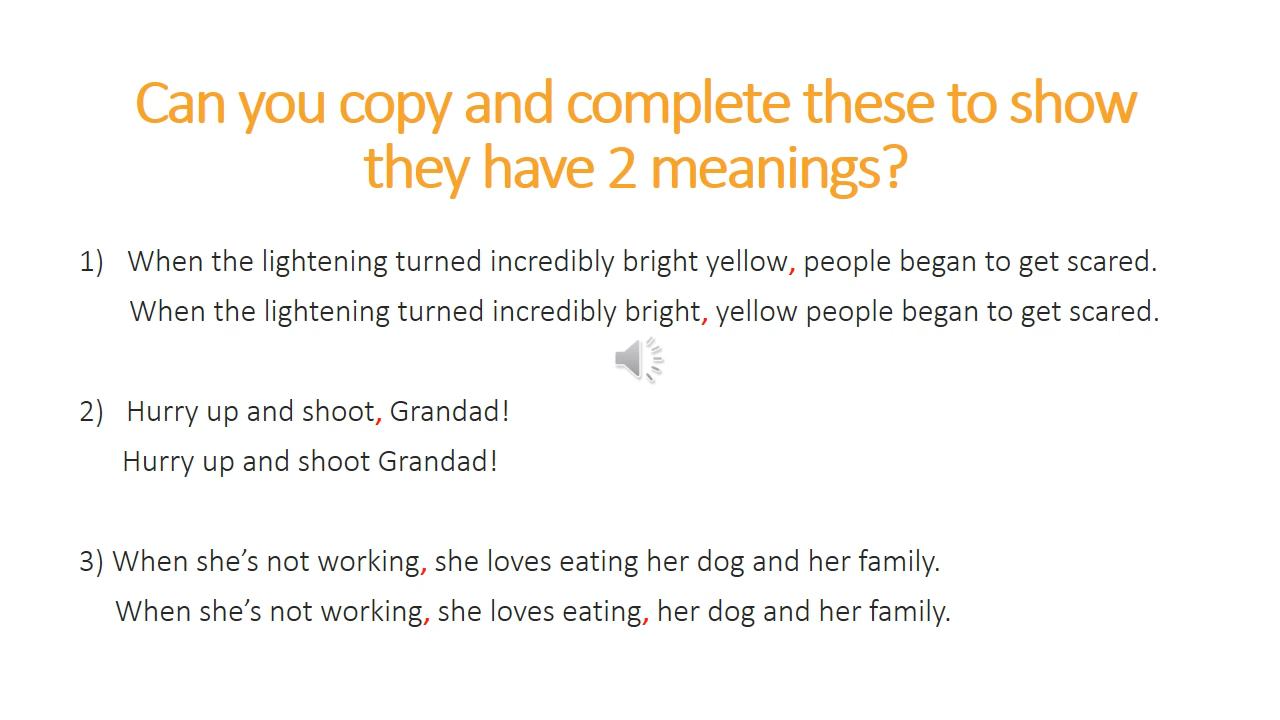 Can you copy and complete these to show
they have 2 meanings?
1) When the lightening turned incredibly bright yellow, people began to get scared.
When the lightening turned incredibly bright, yellow people began to get scared.
2) Hurry up and shoot, Grandad!
Hurry up and shoot Grandad!
3) When she’s not working, she loves eating her dog and her family.
When she’s not working, she loves eating, her dog and her family.